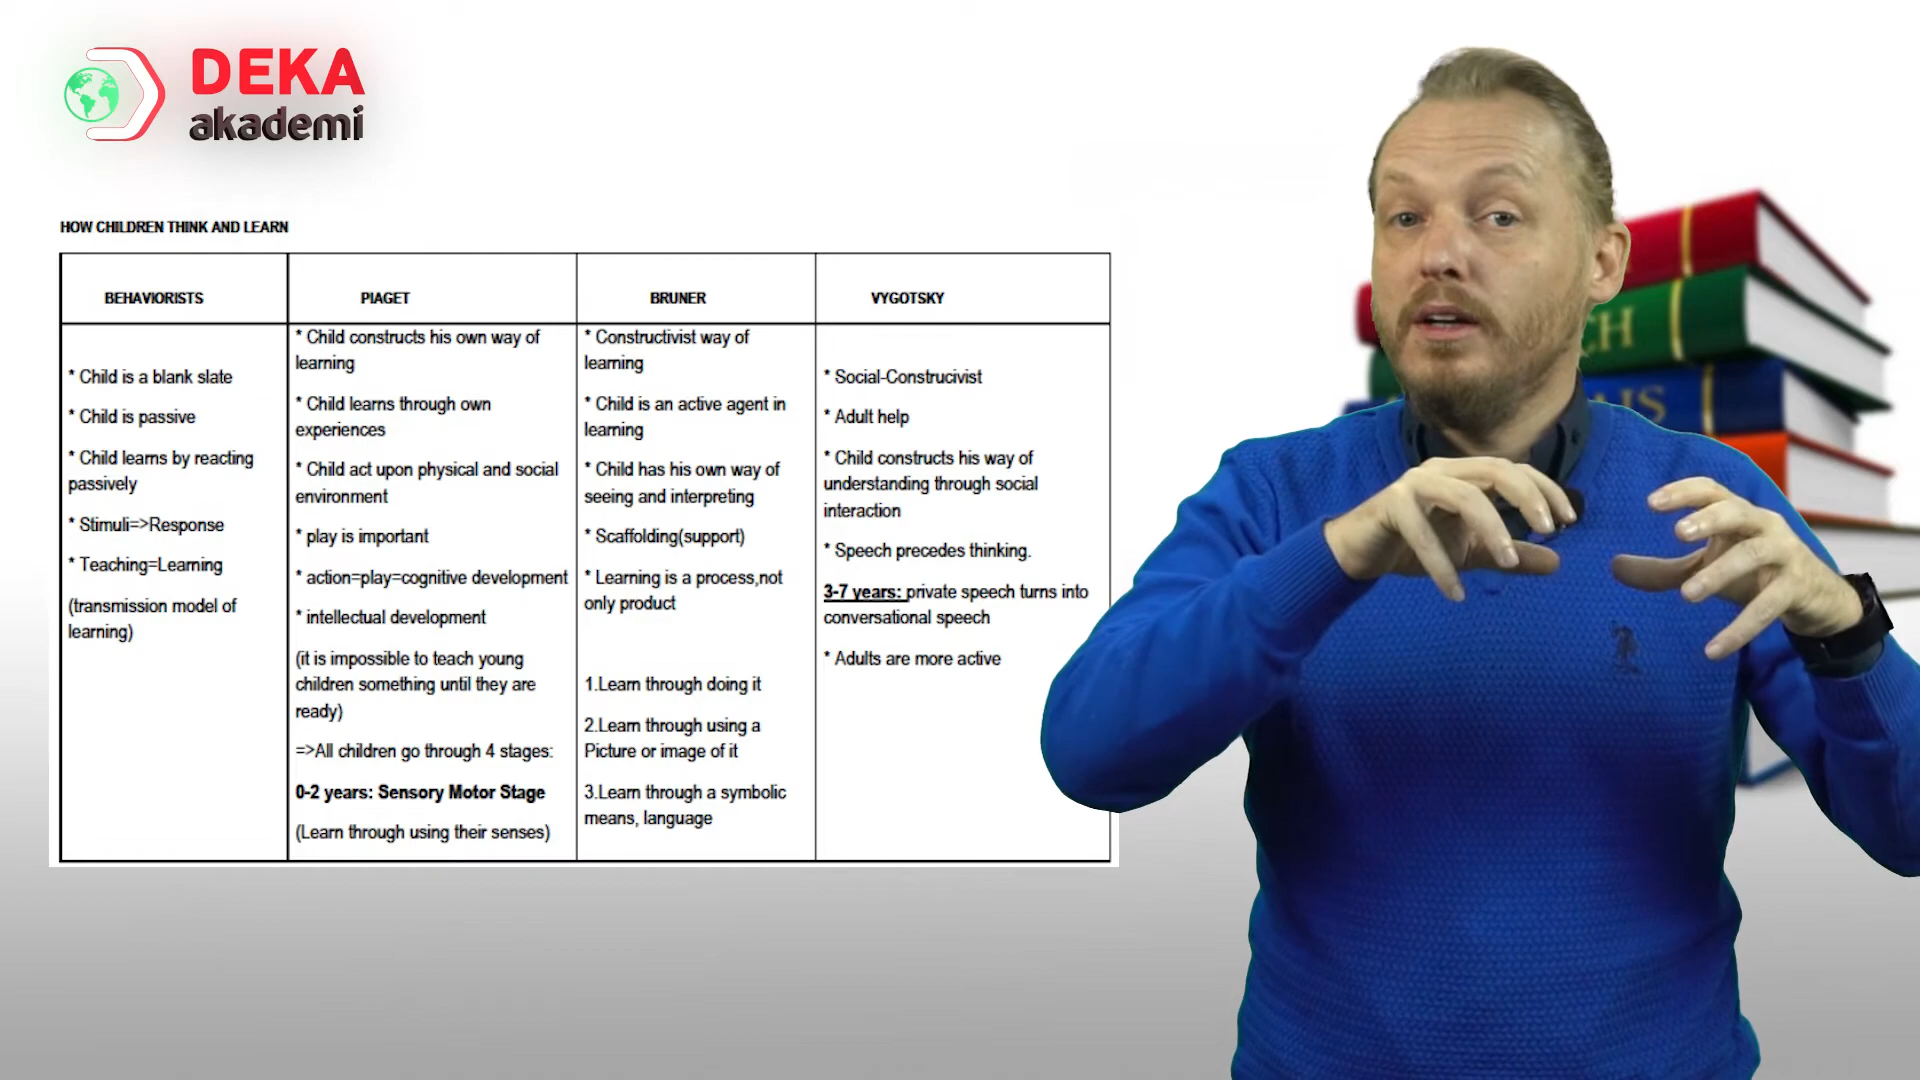 DEKA
akademi
HOW CHILDREN THINK AND LEARN
BEHAVIORISTS
PIAGET
BRUNER
VYGOTSKY
* Child is a blank slate
* Child is passive
* Child learns by reacting
passively
* Stimuli=>Response
* Teaching=Learning
(transmission model of
learning)
* Child constructs his own way of
learning
* Child learns through own
experiences
* Child act upon physical and social
environment
* play is important
* action=play=cognitive development
* intellectual development
(it is impossible to teach young
children something until they are
ready)
=>All children go through 4 stages:
0-2 years: Sensory Motor Stage
(Learn through using their senses)
* Constructivist way of
learning
* Child is an active agent in
learning
* Child has his own way of
seeing and interpreting
* Scaffolding(support)
* Learning is a process,not
only product
1.Learn through doing it
2.Learn through using a
Picture or image of it
3.Learn through a symbolic
means, language
* Social-Construcivist
* Adult help
* Child constructs his way of
understanding through social
interaction
* Speech precedes thinking.
3-7 years: private speech turns into
conversational speech
* Adults are more active